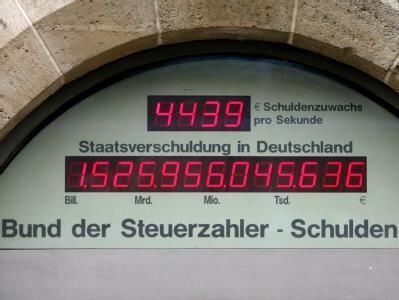 4439 € Schuldenzuwachs
pro Sekunde
Staatsverschuldung in Deutschland
1.525.956.045.636
Bill. Mrd. Mio. Tsd. €
Bund der Steuerzahler - Schulden